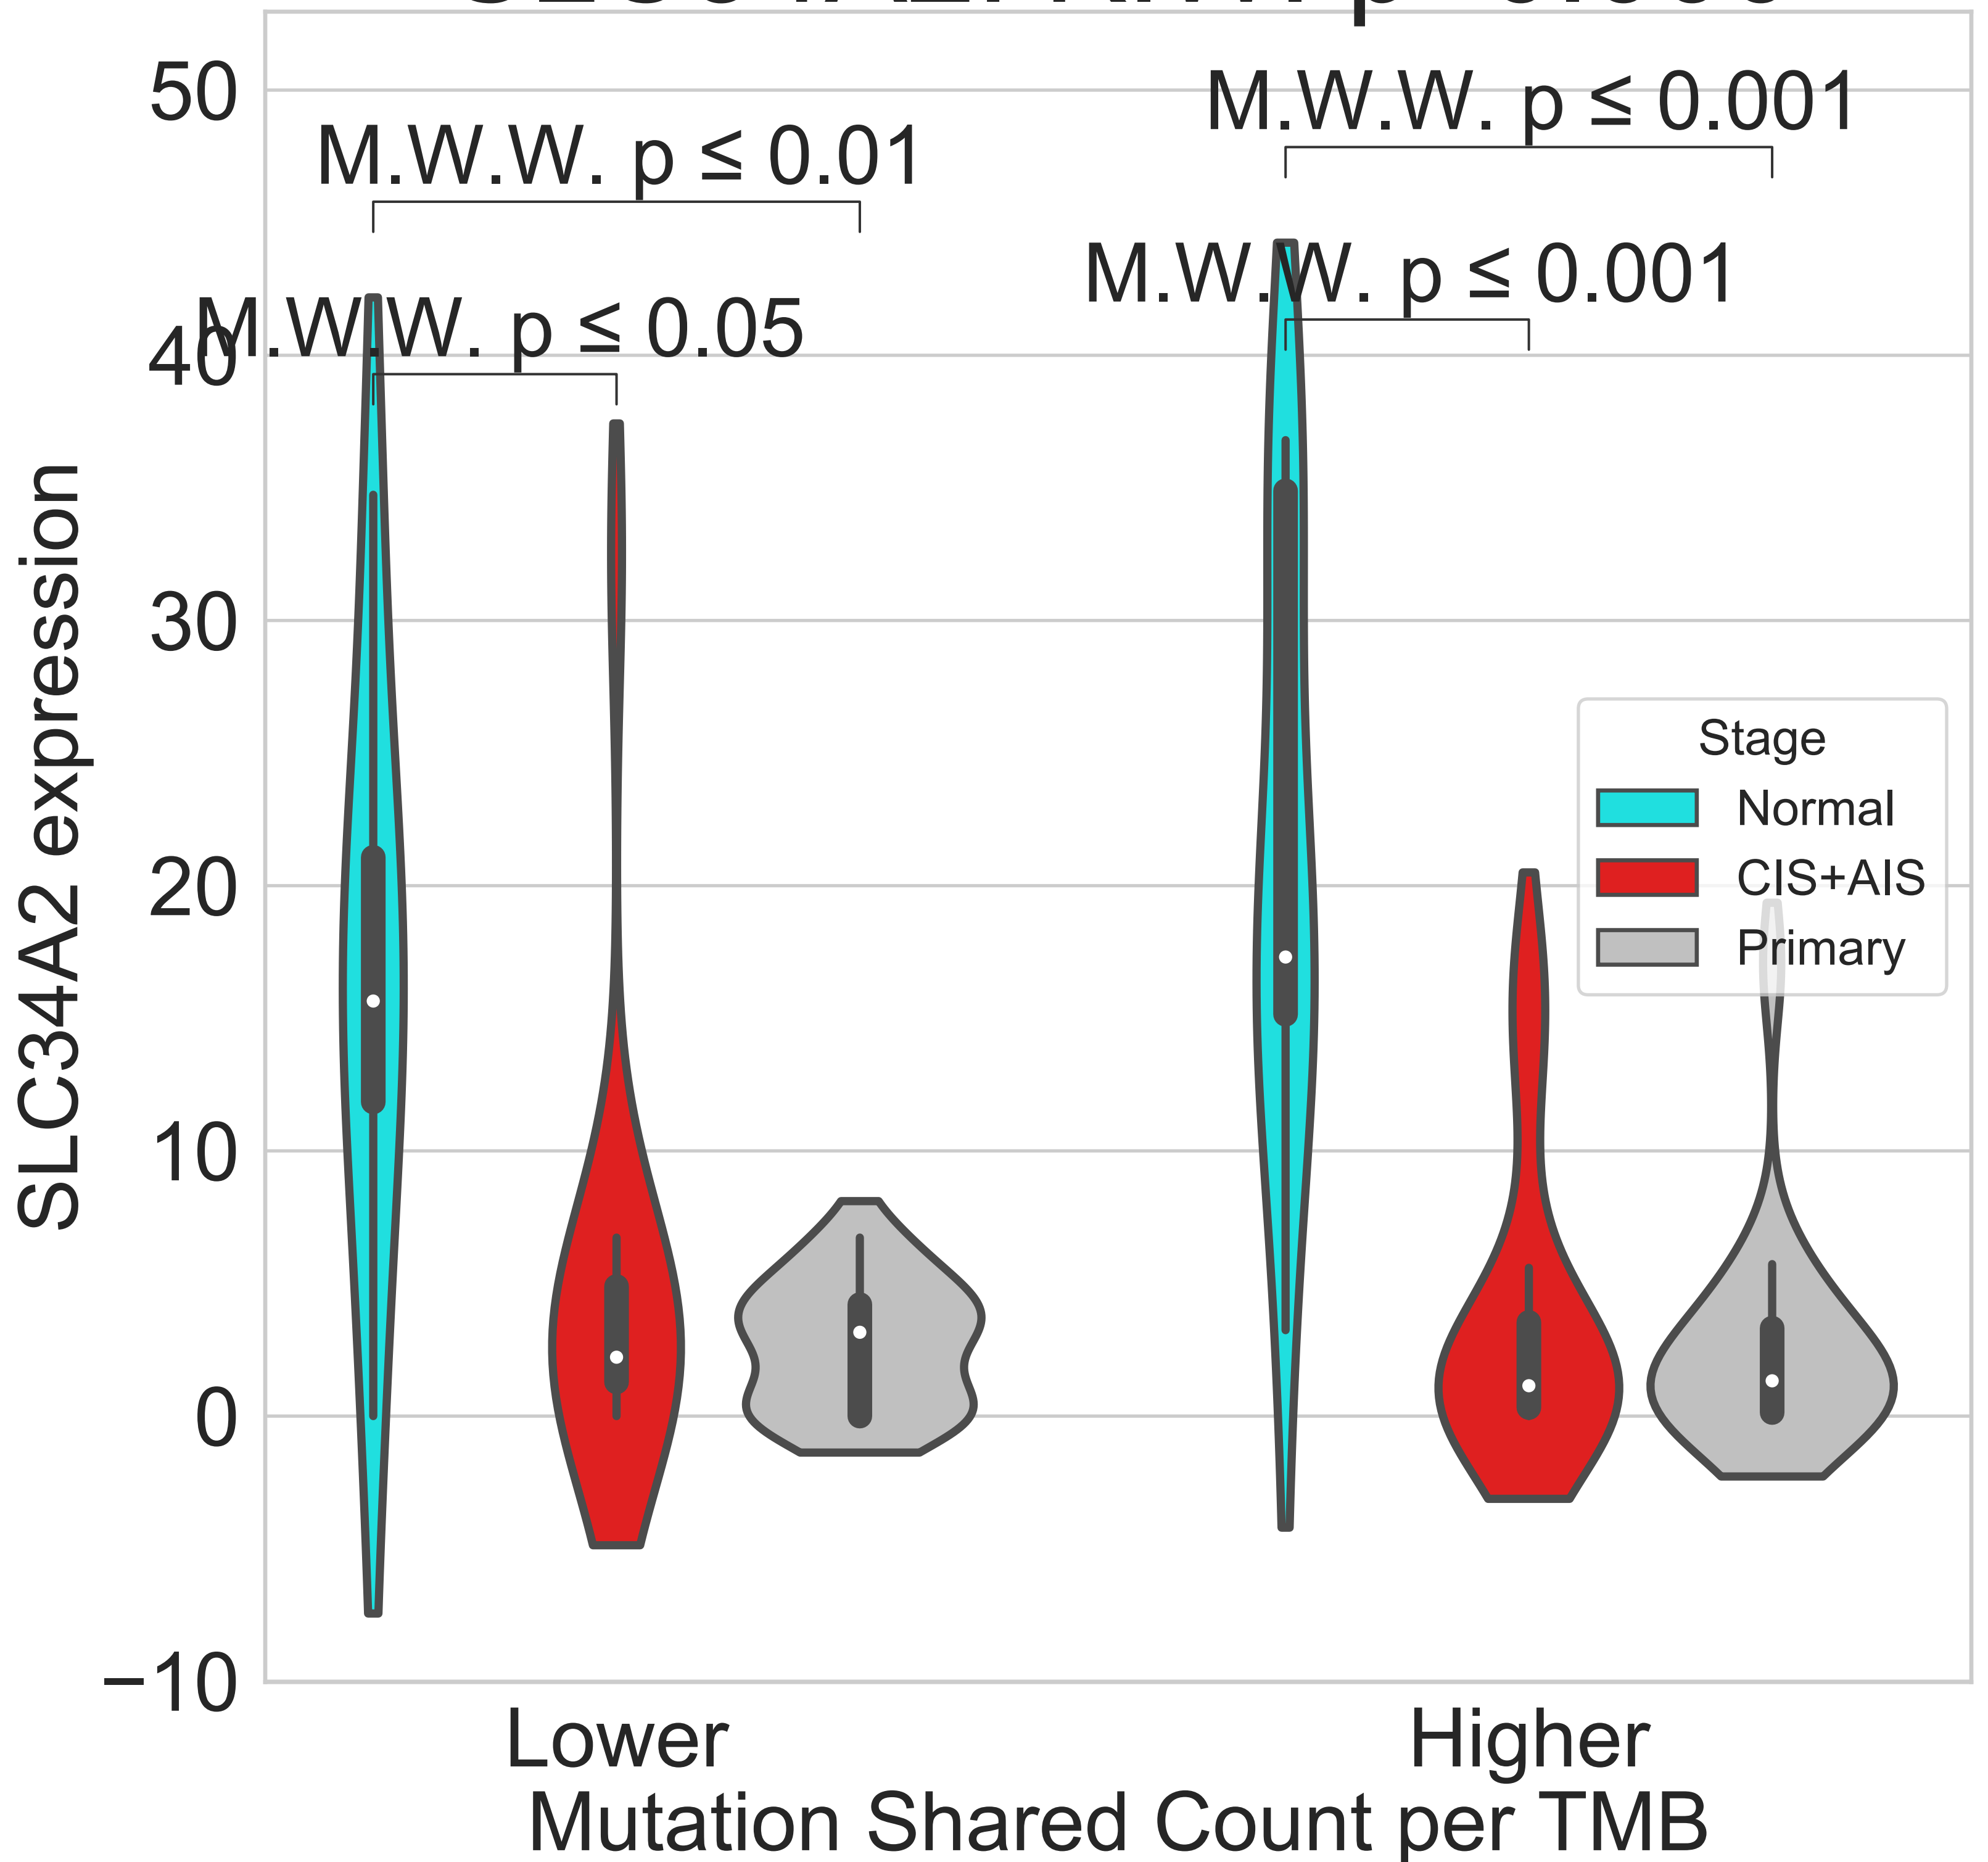 50
M.W.W. p ≤ 0.001
M.W.W. p ≤ 0.01
M.W.W. p ≤ 0.001
M.W.W. p ≤ 0.05
40
30
20
10
0
−10
SLC34A2 expression
Stage
Normal
CIS+AIS
Primary
Lower
Higher
Mutation Shared Count per TMB